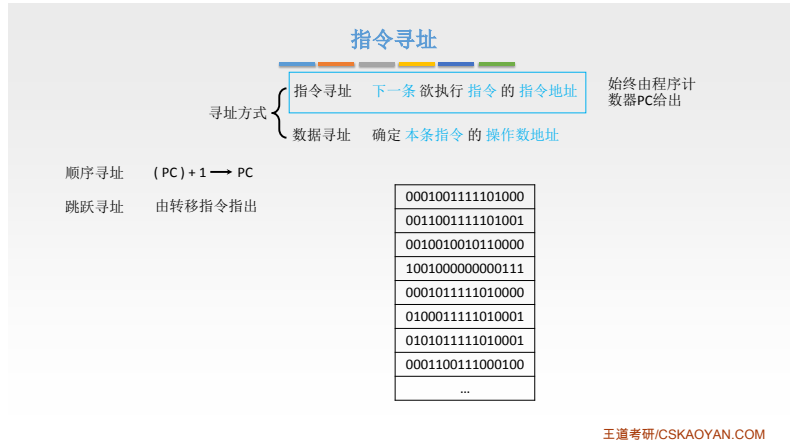 指令寻址
指令寻址 下一条 欲执行 指令 的 指令地址
始终由程序计
数器PC给出
寻址方式
数据寻址 确定 本条指令 的 操作数地址
顺序寻址 ( PC ) + 1 → PC
跳跃寻址 由转移指令指出
0001001111101000
0011001111101001
0010010010110000
1001000000000111
0001011111010000
0100011111010001
0101011111010001
0001100111000100
…
王道考研/CSKAOYAN.COM